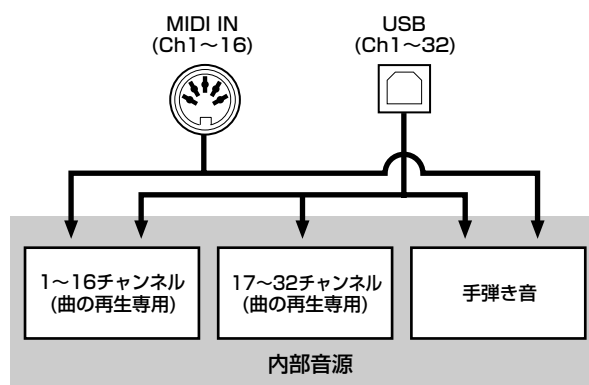 MIDI IN
(Ch1～16)
USB
(Ch1～32)
1～16チャンネル
(曲の再生専用)
17～32チャンネル
(曲の再生専用)
手弾き音
内部音源